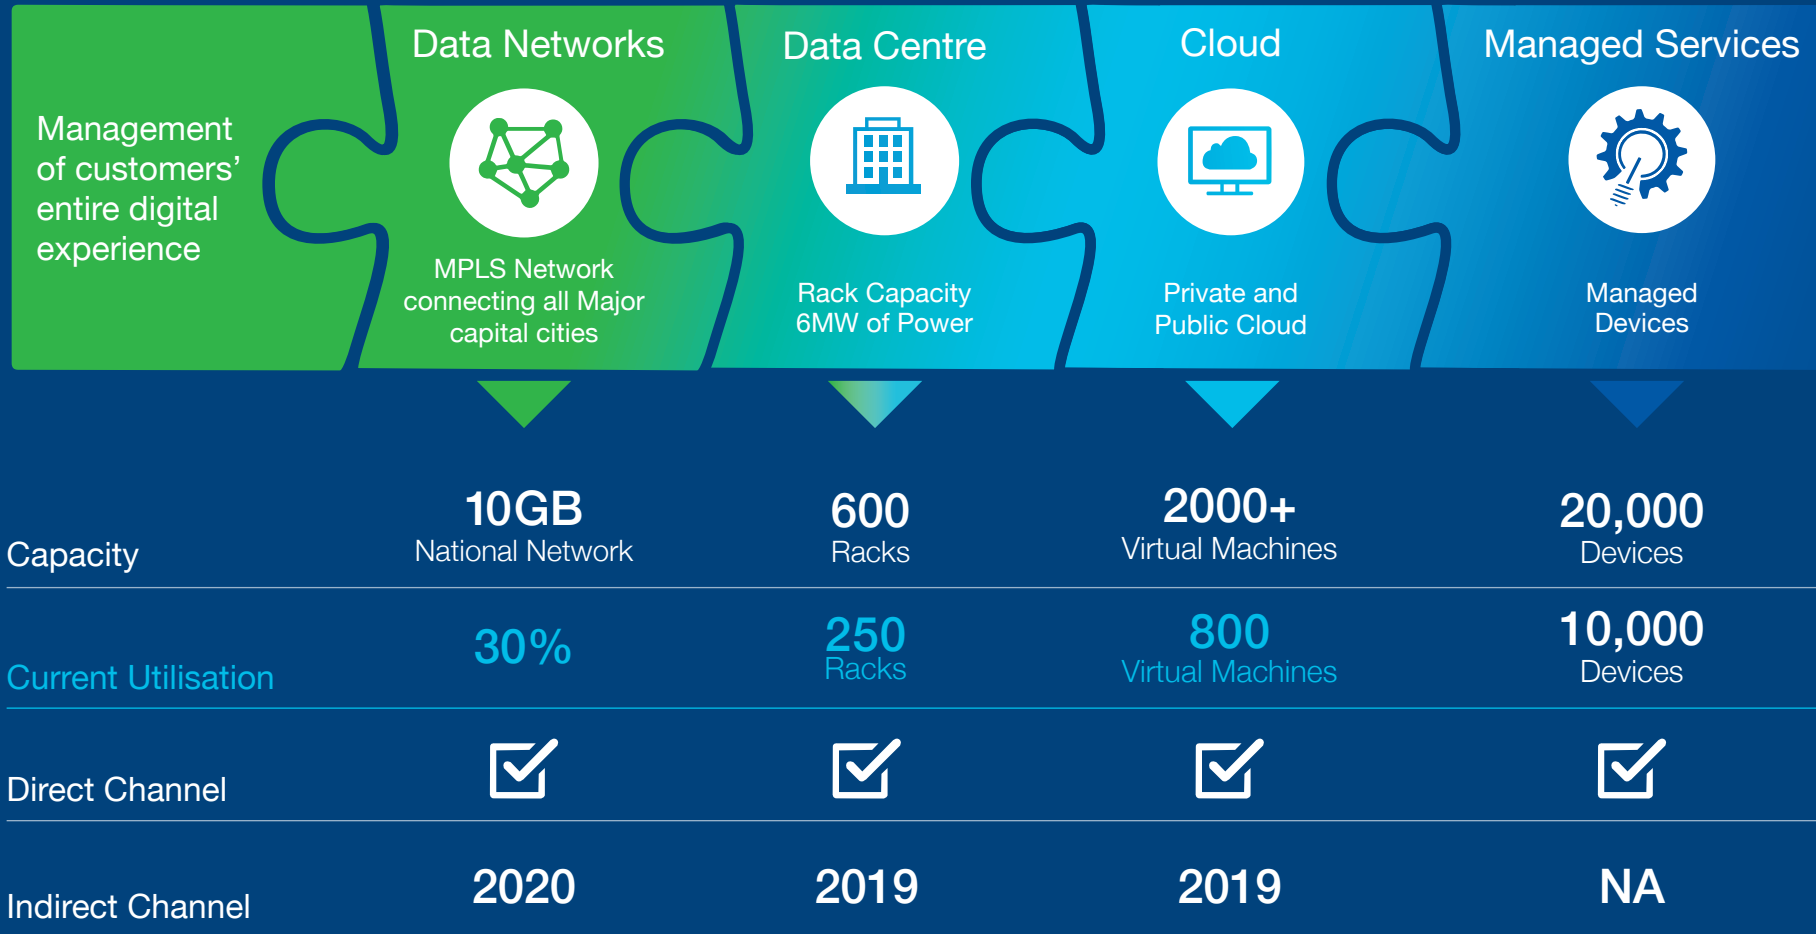 Management
of customers’
entire digital
experience
Data Networks
MPLS Network
connecting all Major
capital cities
Data Centre
Rack Capacity
6MW of Power
Cloud
Private and
Public Cloud
Managed Services
Managed
Devices
Capacity
10GB
National Network
600
Racks
2000+
Virtual Machines
20,000
Devices
Current Utilisation
30%
250
Racks
800
Virtual Machines
10,000
Devices
Direct Channel
Indirect Channel
2020
2019
2019
NA